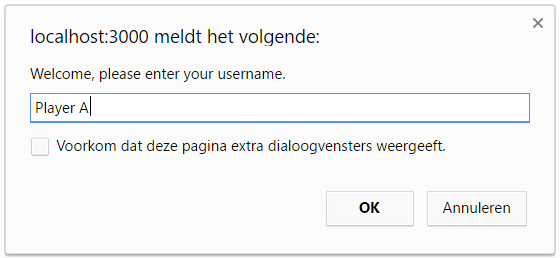 localhost:3000 meldt het volgende:
Welcome, please enter your username.
Player A
Voorkom dat deze pagina extra dialoogvensters weergeeft.
OK
Annuleren